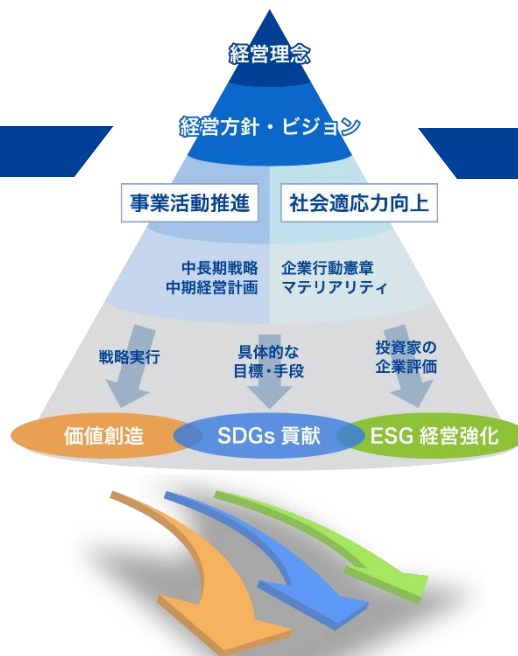 経営理念
経営方針・ビジョン
事業活動推進
社会適応力向上
中長期戦略
中期経営計画
企業行動憲章
マテリアリティ
戦略実行
具体的な
目標・手段
投資家の
企業評価
価値創造
SDGs 貢献
ESG 経営強化